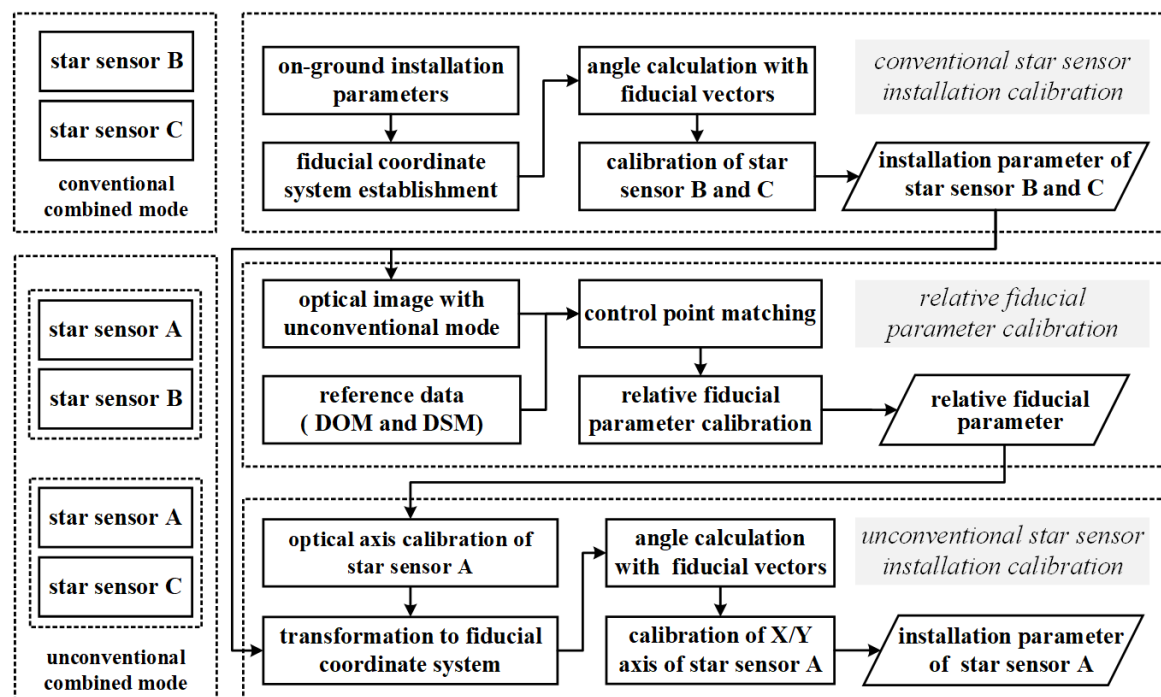 star sensor B
star sensor C
conventional
combined mode
on-ground installation
parameters
angle calculation with
fiducial vectors
conventional star sensor
installation calibration
fiducial coordinate
system establishment
calibration of star
sensor B and C
installation parameter of
star sensor B and C
star sensor A
star sensor B
star sensor A
star sensor C
unconventional
combined mode
optical image with
unconventional mode
control point matching
relative fiducial
parameter calibration
reference data
( DOM and DSM)
relative fiducial
parameter calibration
relative fiducial
parameter
optical axis calibration of
star sensor A
angle calculation
with fiducial vectors
unconventional star sensor
installation calibration
transformation to fiducial
coordinate system
calibration of X/Y
axis of star sensor A
installation parameter
of star sensor A